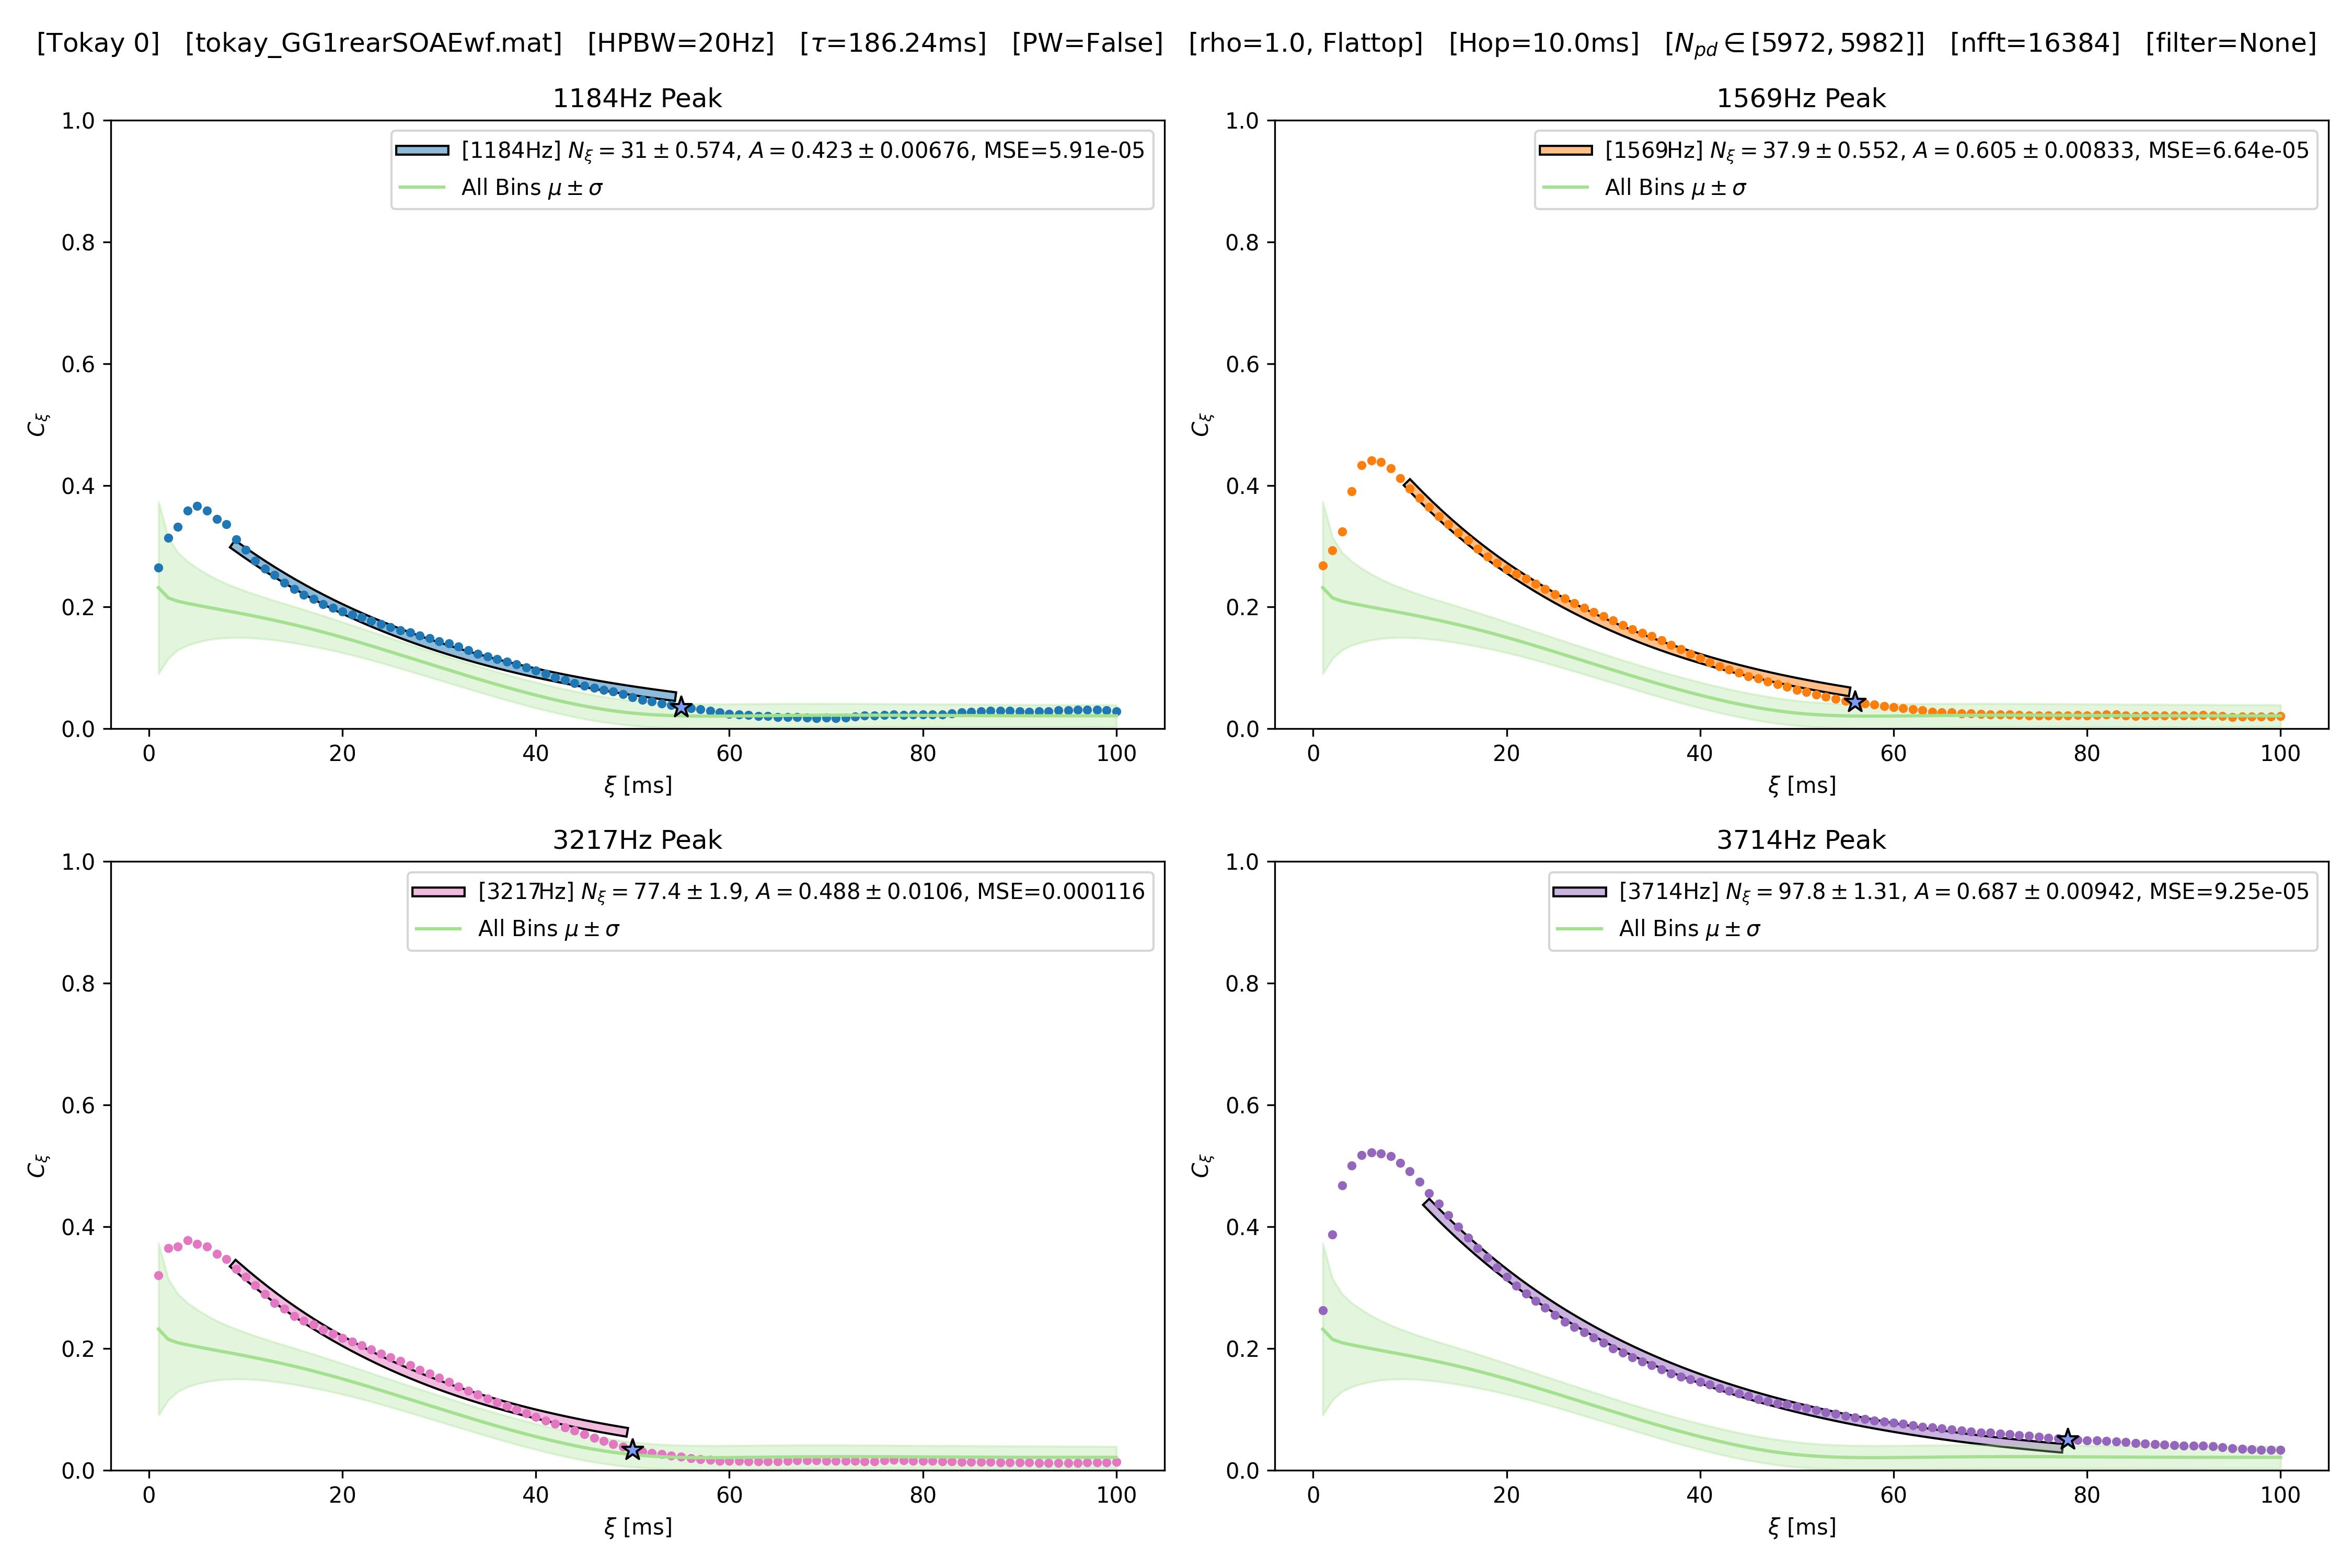 [Tokay 0] [tokay_GG1rearSOAEwf.mat] [HPBW=20Hz] [τ=186.24ms] [PW=False] [rho=1.0, Flattop] [Hop=10.0ms] [N_pd ∈ [5972, 5982]] [nfft=16384] [filter=None]
1184Hz Peak
[1184Hz] N_ξ = 31 ± 0.574, A = 0.423 ± 0.00676, MSE=5.91e-05
All Bins μ ± σ
1.0
0.8
0.6
0.4
0.2
0.0
C_ξ
0 20 40 60 80 100
ξ [ms]
1569Hz Peak
[1569Hz] N_ξ = 37.9 ± 0.552, A = 0.605 ± 0.00833, MSE=6.64e-05
All Bins μ ± σ
1.0
0.8
0.6
0.4
0.2
0.0
C_ξ
0 20 40 60 80 100
ξ [ms]
3217Hz Peak
[3217Hz] N_ξ = 77.4 ± 1.9, A = 0.488 ± 0.0106, MSE=0.000116
All Bins μ ± σ
1.0
0.8
0.6
0.4
0.2
0.0
C_ξ
0 20 40 60 80 100
ξ [ms]
3714Hz Peak
[3714Hz] N_ξ = 97.8 ± 1.31, A = 0.687 ± 0.00942, MSE=9.25e-05
All Bins μ ± σ
1.0
0.8
0.6
0.4
0.2
0.0
C_ξ
0 20 40 60 80 100
ξ [ms]